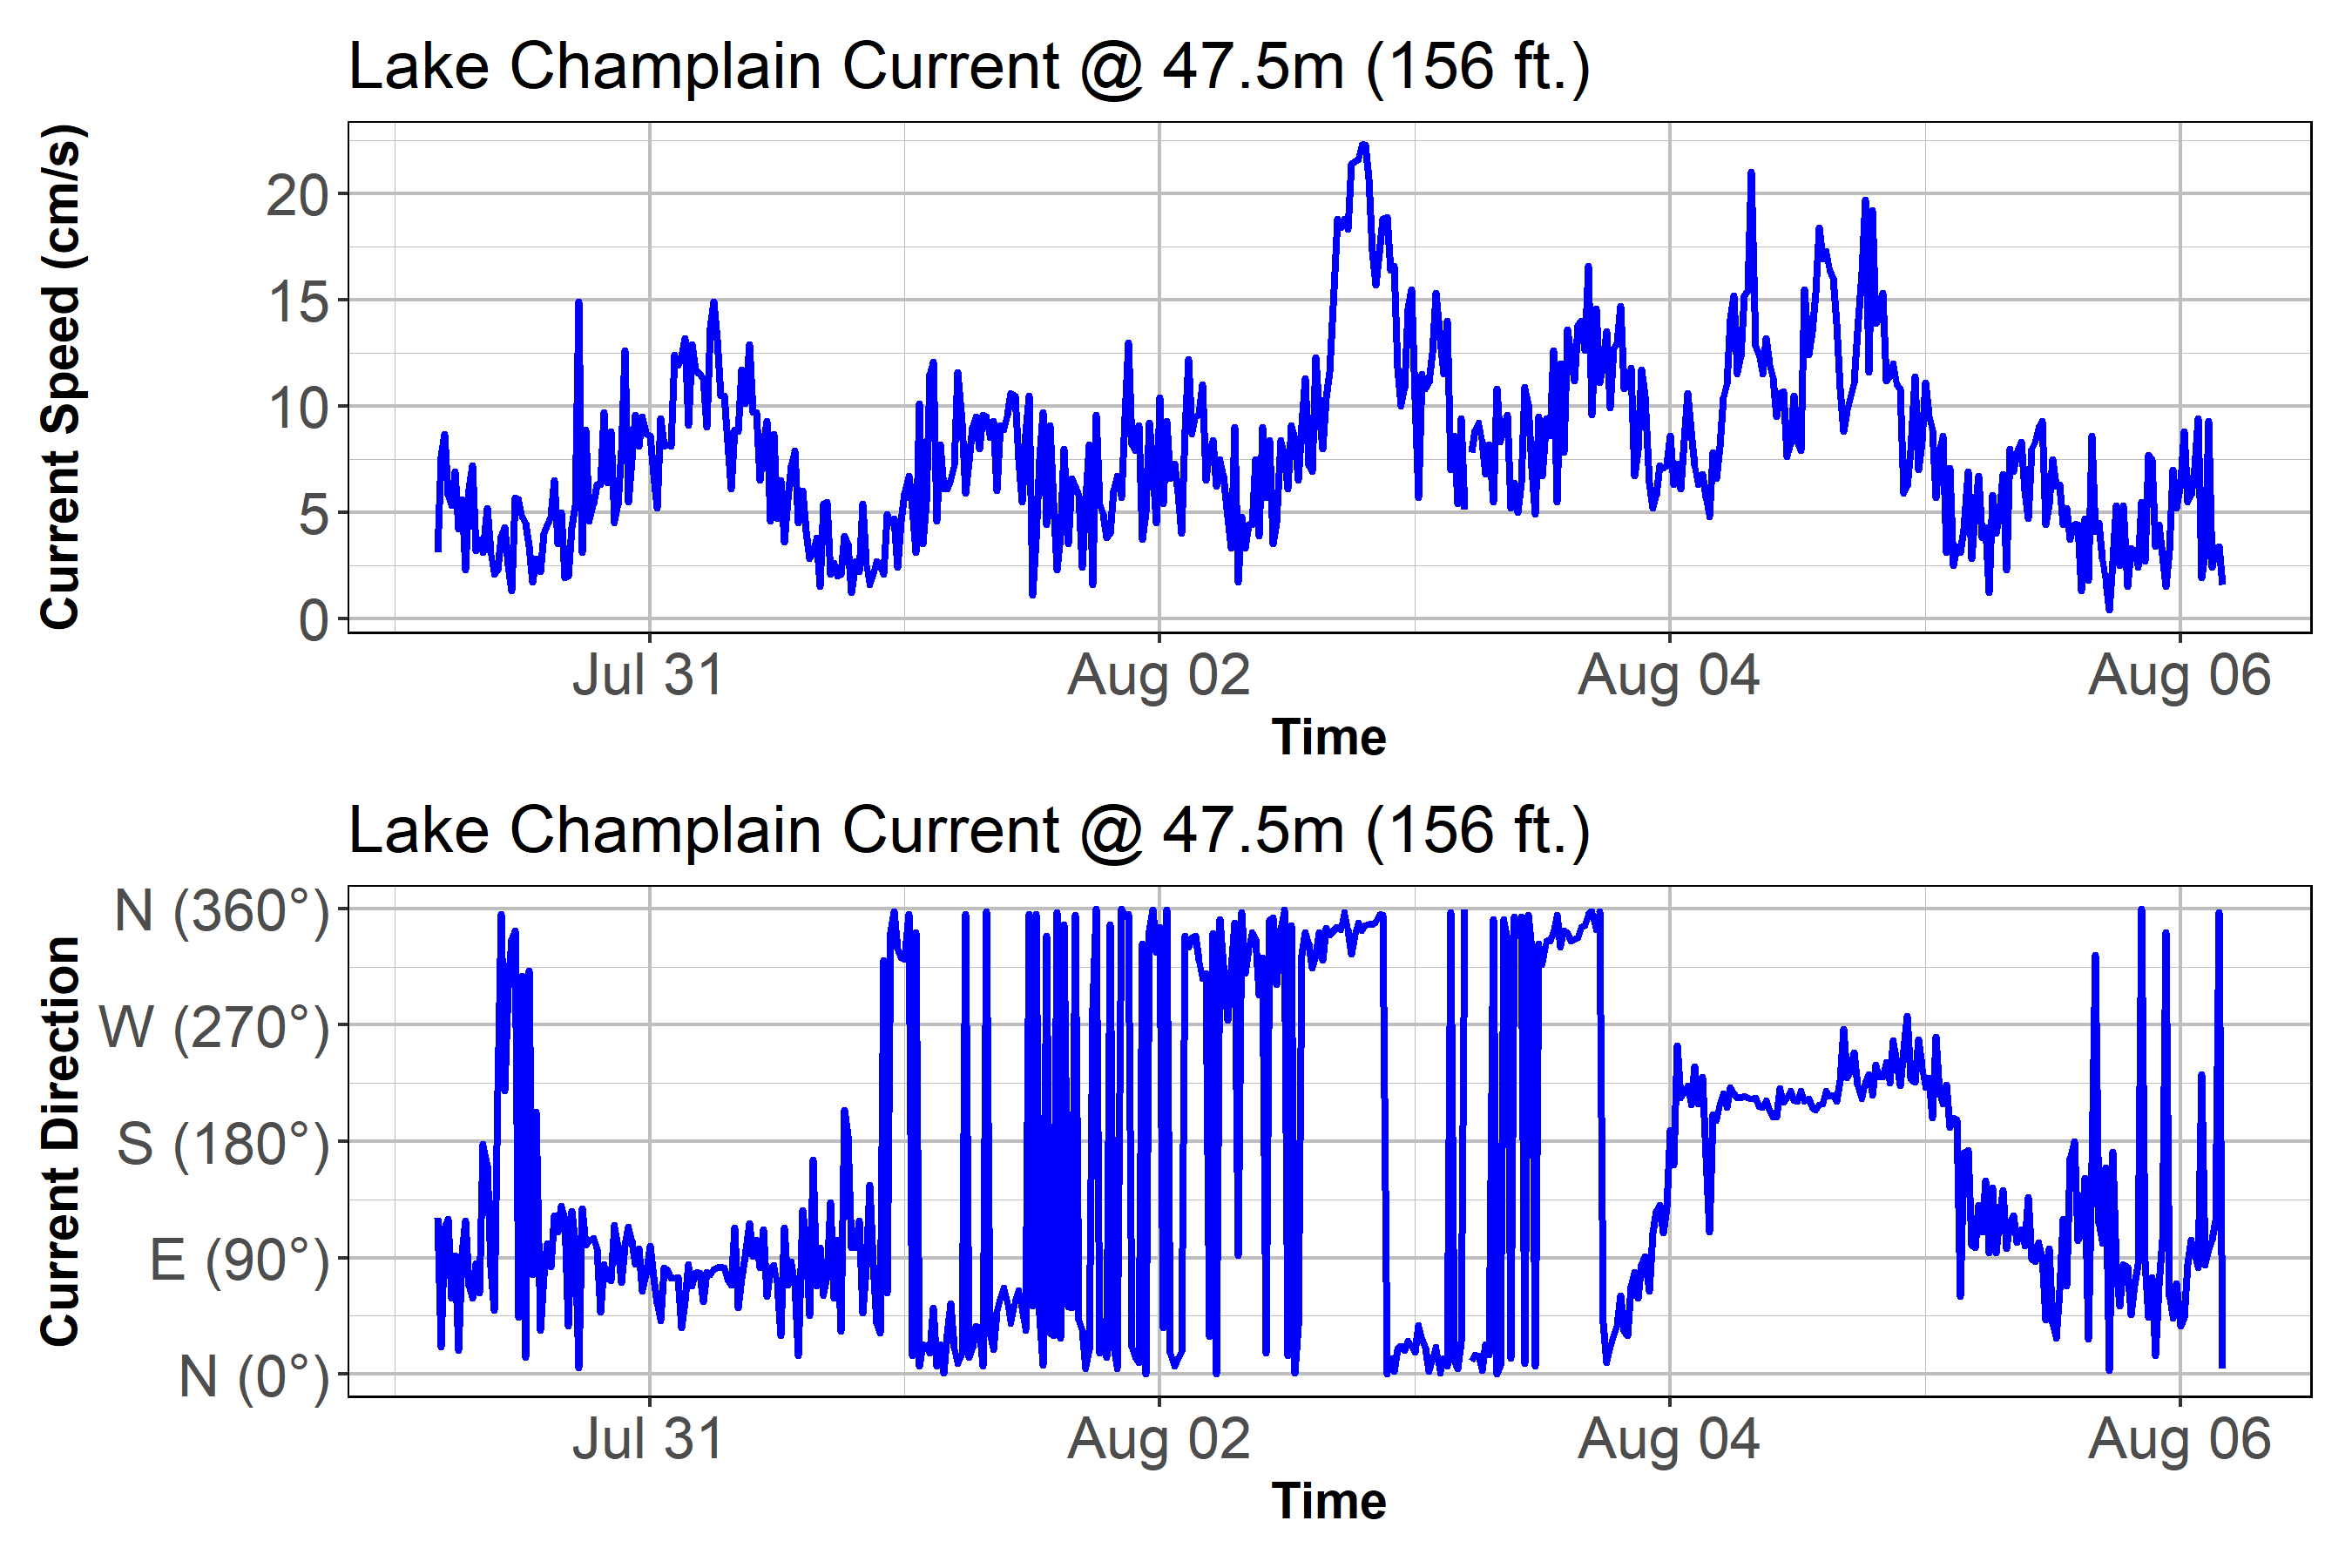 Lake Champlain Current @ 47.5m (156 ft.)
Current Speed (cm/s)
20
15
10
5
0
Jul 31 Aug 02 Aug 04 Aug 06
Time
Lake Champlain Current @ 47.5m (156 ft.)
Current Direction
N (360°)
W (270°)
S (180°)
E (90°)
N (0°)
Jul 31 Aug 02 Aug 04 Aug 06
Time